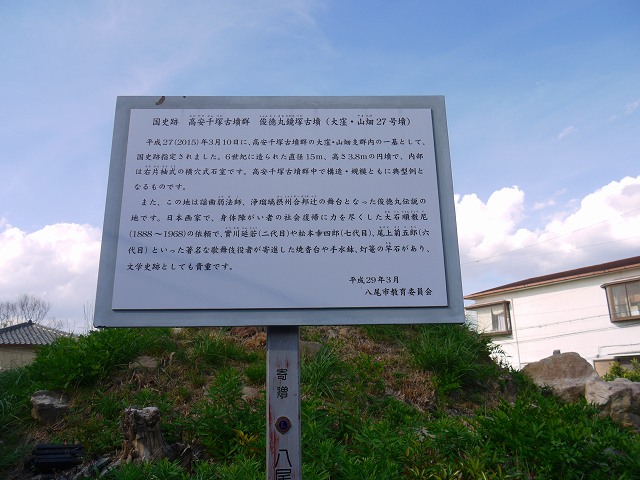 国史跡　高安千塚古墳群　俊徳丸鏡塚古墳（大窪・山畑27号墳）
平成27(2015)年3月10日に、高安千塚古墳群の大窪・山畑支群内の一基として、
国史跡指定されました。6世紀に造られた直径15m、高さ3.8mの円墳で、内部
は右片袖式の横穴式石室です。高安千塚古墳群中で構造・規模ともに典型例と
なるものです。
また、この地は謡曲弱法師、浄瑠璃摂州合邦辻の舞台となった俊徳丸伝説の
地です。日本画家で、身体障がい者の社会復帰に力を尽くした大石順教尼
(1888～1968)の依頼で、實川延若(二代目)や松本幸四郎(七代目)、尾上菊五郎(六
代目)といった著名な歌舞伎役者が寄進した焼香台や手水鉢、灯篭の竿石があり、
文学史跡としても貴重です。
平成29年3月
八尾市教育委員会
寄贈
八尾